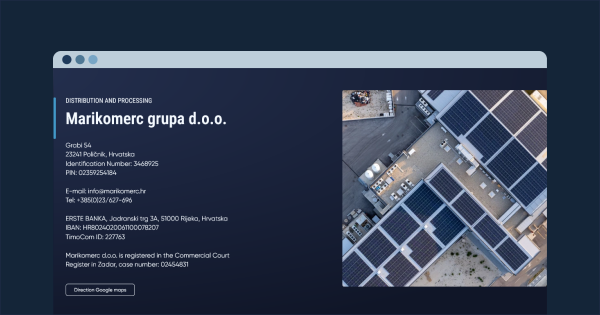 DISTRIBUTION AND PROCESSING
Marikomerc grupa d.o.o.
Grabi 54
23241 Poličnik, Hrvatska
Identification Number: 3468925
PIN: 02359254184
E-mail: info@marikomerc.hr
Tel: +385(0)23/627-696
ERSTE BANKA, Jadranski trg 3A, 51000 Rijeka, Hrvatska
IBAN: HR8024020061100078207
TimoCom ID: 227763
Marikomerc d.o.o. is registered in the Commercial Court
Register in Zadar, case number: 02454831
Direction Google maps